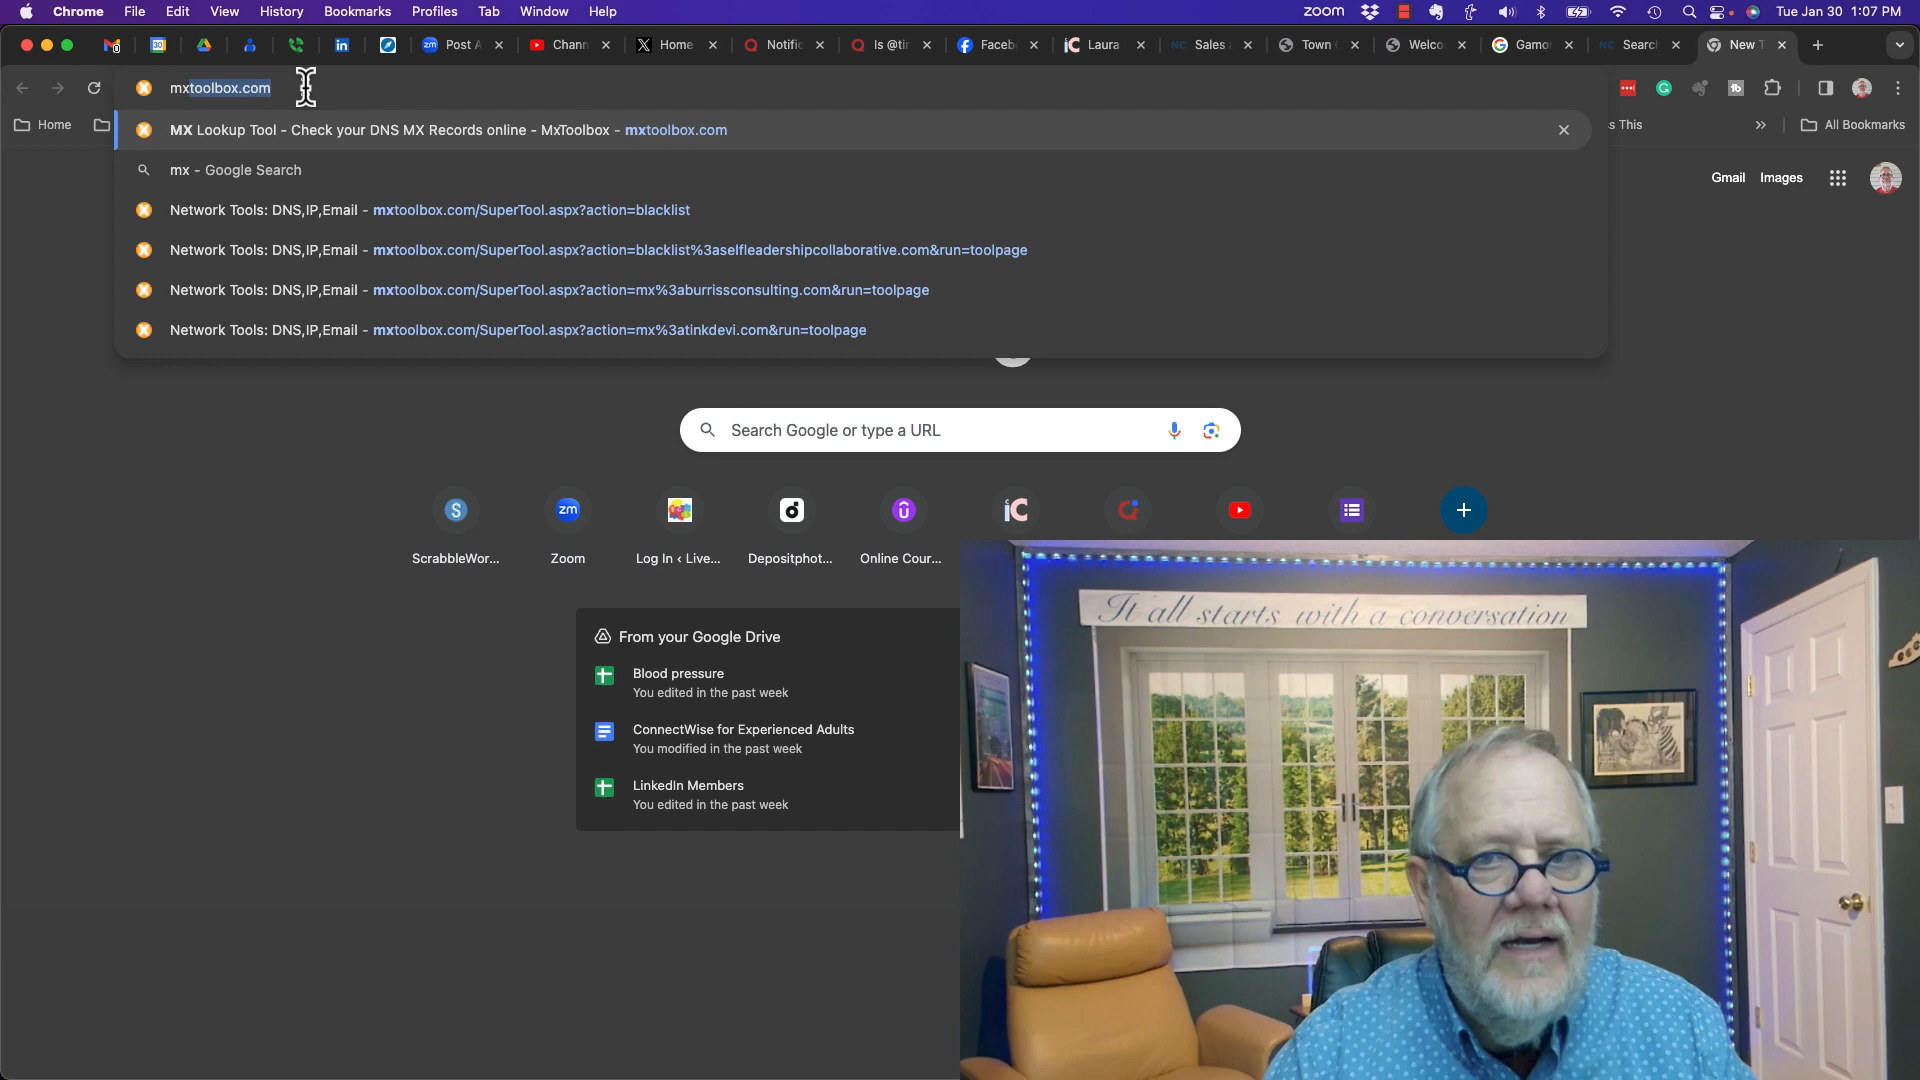 Chrome File Edit View History Bookmarks Profiles Tab Window Help zoom Tue Jan 30 1:07 PM
Post A Chann Home Notific Is @tin Faceb Laura Sales Town Welco Gamo Search New T
mxtoolbox.com
Home s This All Bookmarks
MX Lookup Tool - Check your DNS MX Records online - MxToolbox - mxtoolbox.com
mx - Google Search
Gmail Images
Network Tools: DNS,IP,Email - mxtoolbox.com/SuperTool.aspx?action=blacklist
Network Tools: DNS,IP,Email - mxtoolbox.com/SuperTool.aspx?action=blacklist%3aselfleadershipcollaborative.com&run=toolpage
Network Tools: DNS,IP,Email - mxtoolbox.com/SuperTool.aspx?action=mx%3aburrissconsulting.com&run=toolpage
Network Tools: DNS,IP,Email - mxtoolbox.com/SuperTool.aspx?action=mx%3atinkdevi.com&run=toolpage
Search Google or type a URL
ScrabbleWor... Zoom Log In ‹ Live... Depositphot... Online Cour...
It all starts with a conversation
From your Google Drive
Blood pressure
You edited in the past week
ConnectWise for Experienced Adults
You modified in the past week
LinkedIn Members
You edited in the past week